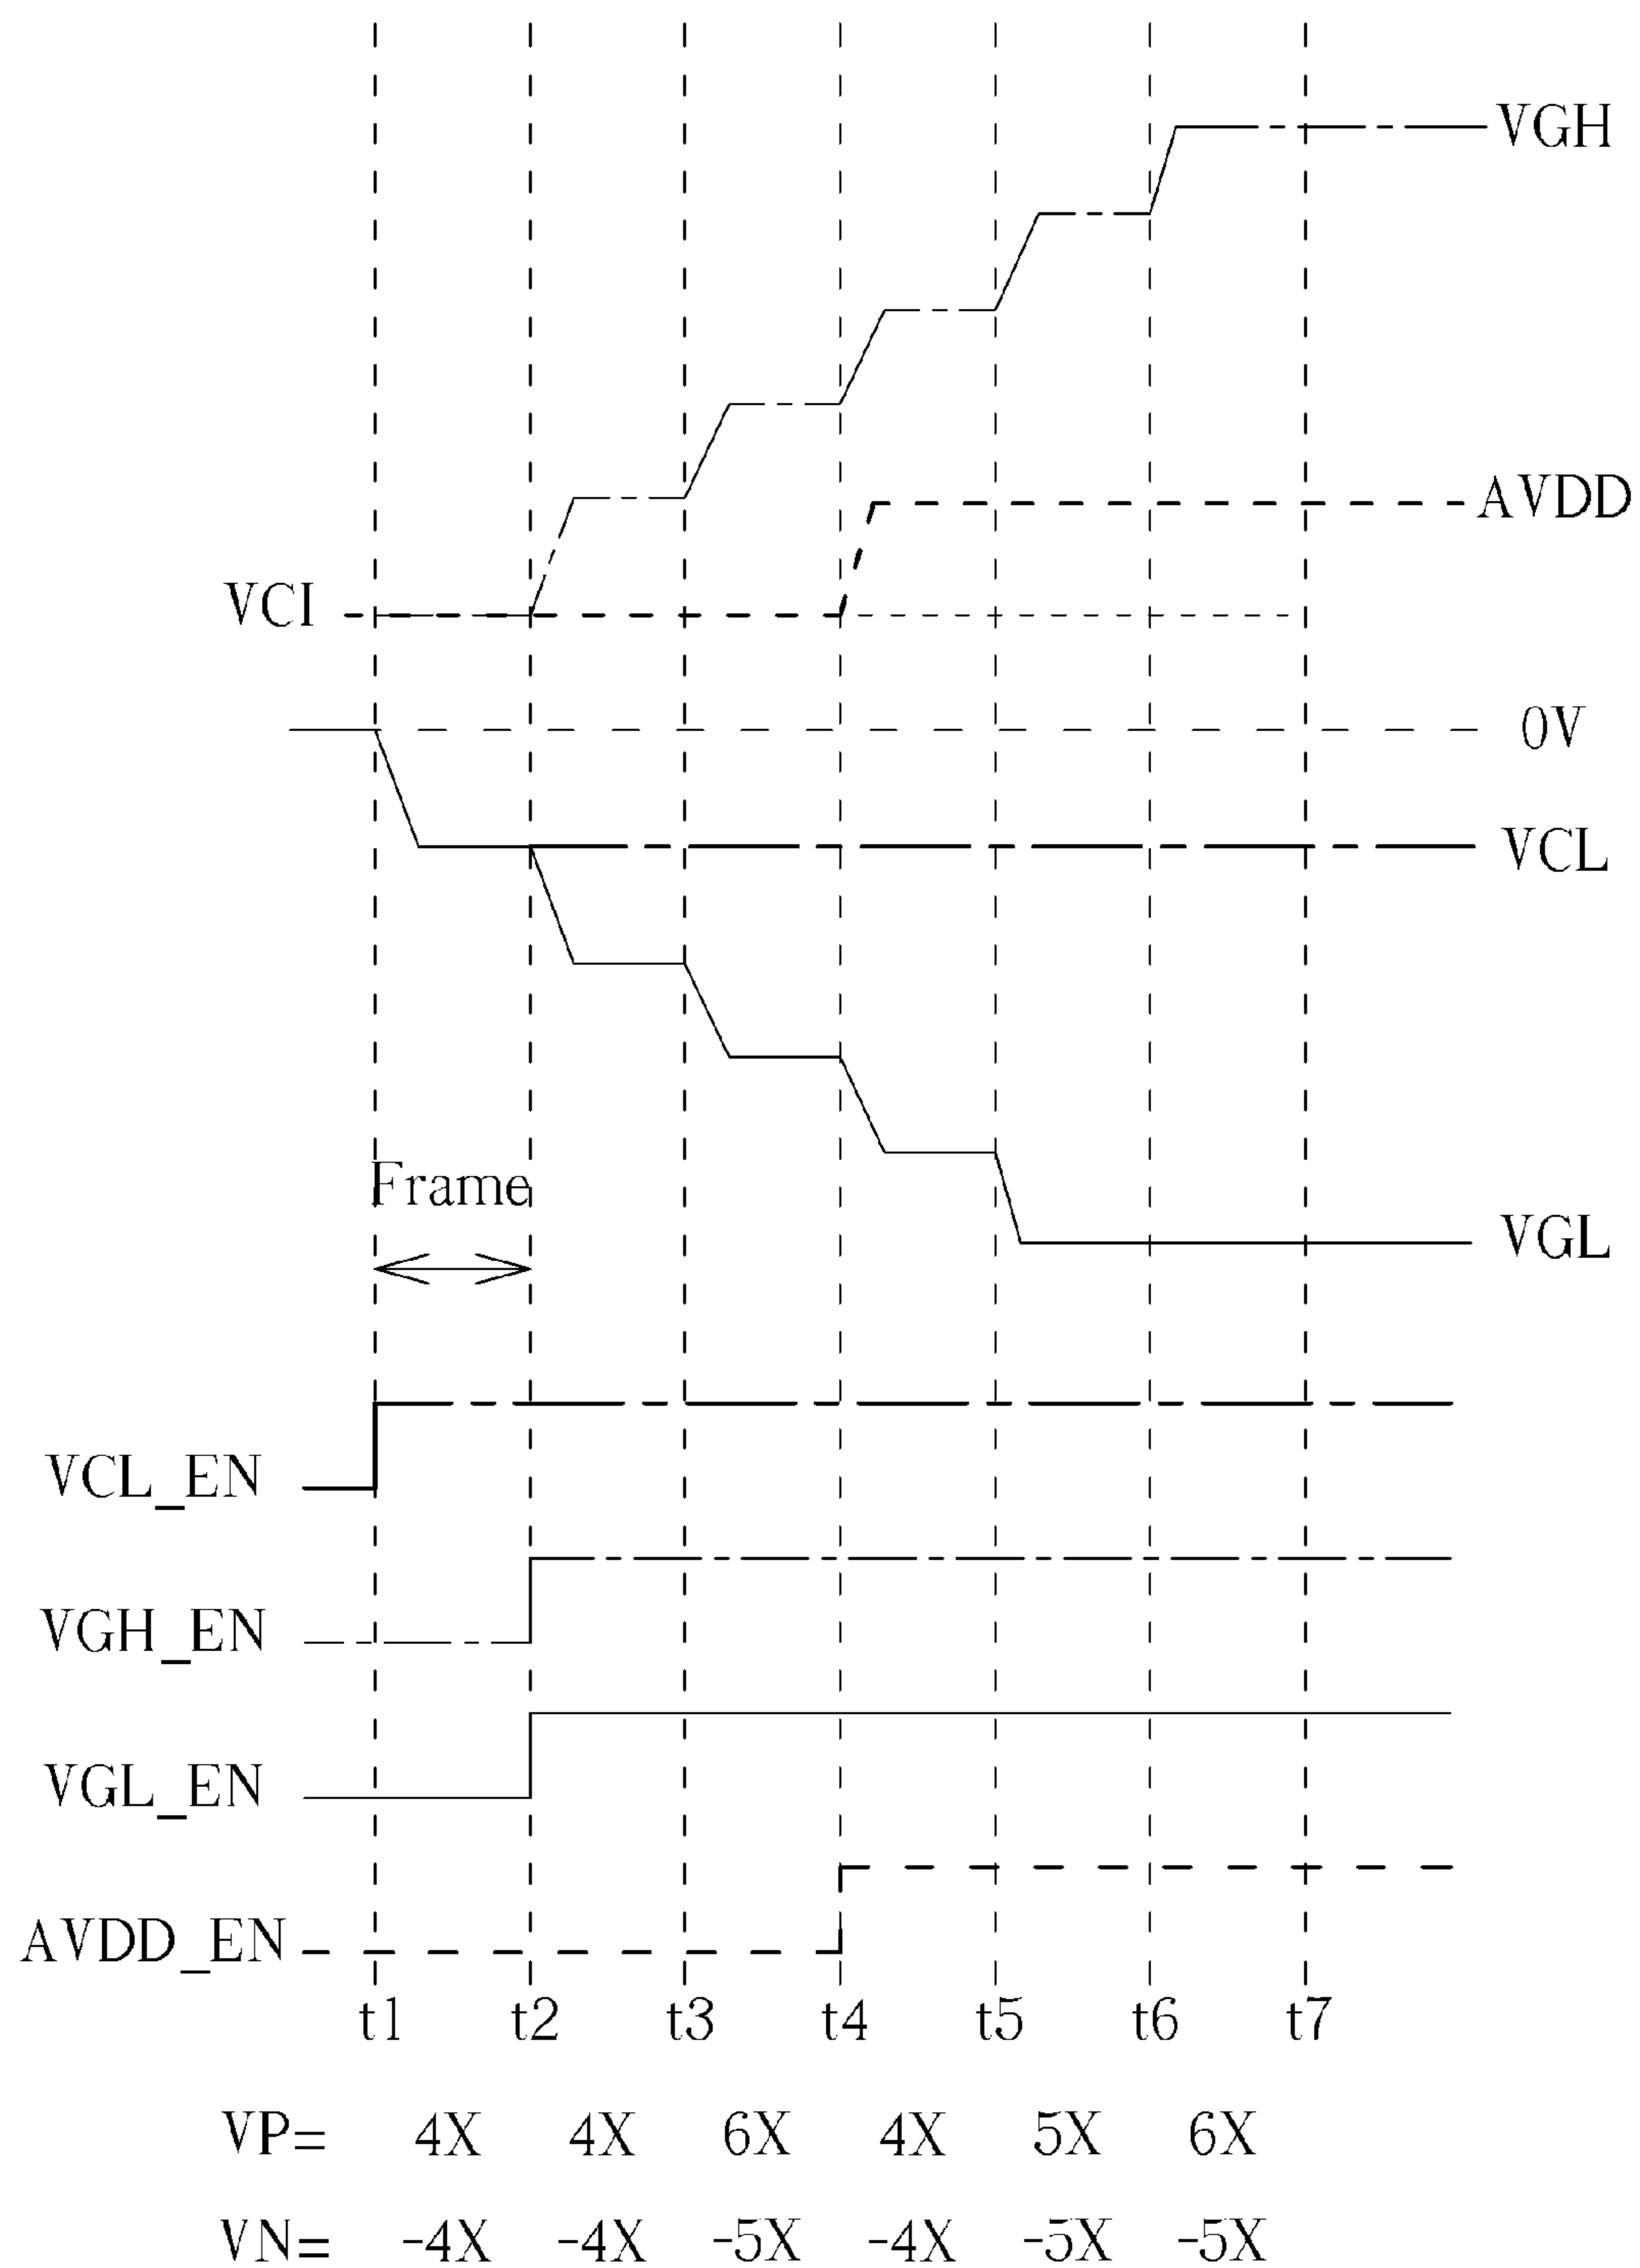 VGH
AVDD
VCI
0V
VCL
Frame
VGL
VCL_EN
VGH_EN
VGL_EN
AVDD_EN
t1 t2 t3 t4 t5 t6 t7
VP= 4X 4X 6X 4X 5X 6X
VN= -4X -4X -5X -4X -5X -5X